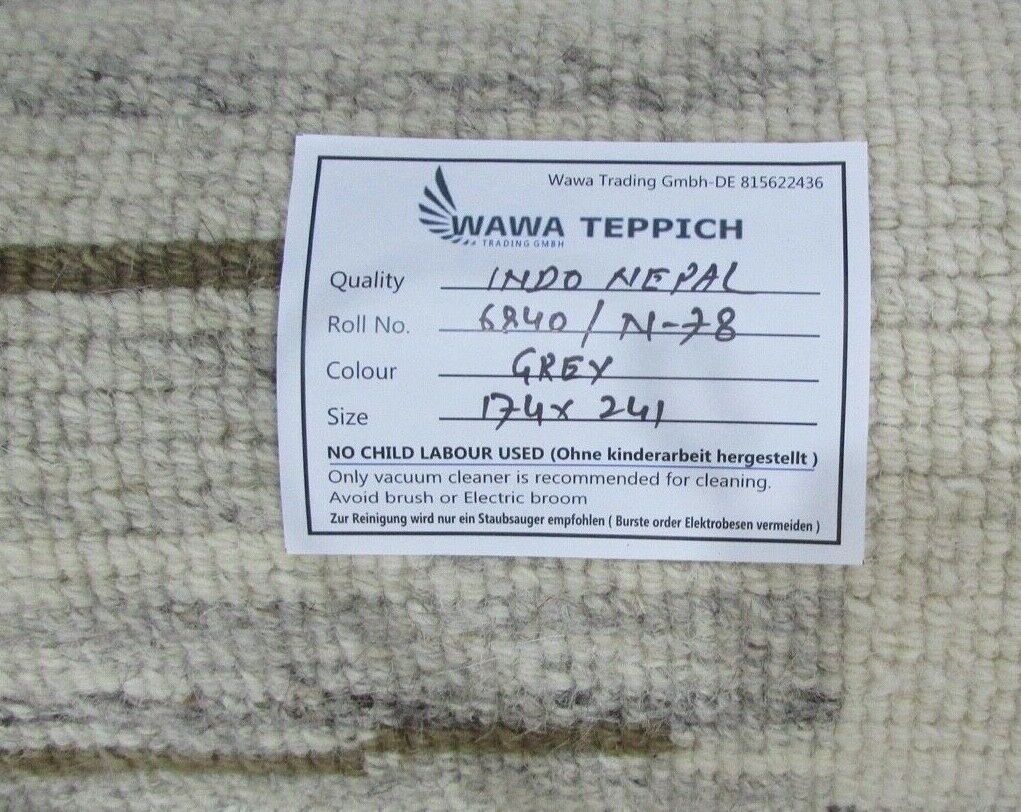 Wawa Trading Gmbh-DE 815622436
WAWA TEPPICH
TRADING GMBH
Quality INDO NEPAL
Roll No. 6840 / N-78
Colour GREY
Size 174x 241
NO CHILD LABOUR USED (Ohne kinderarbeit hergestellt )
Only vacuum cleaner is recommended for cleaning.
Avoid brush or Electric broom
Zur Reinigung wird nur ein Staubsauger empfohlen ( Burste order Elektrobesen vermeiden )